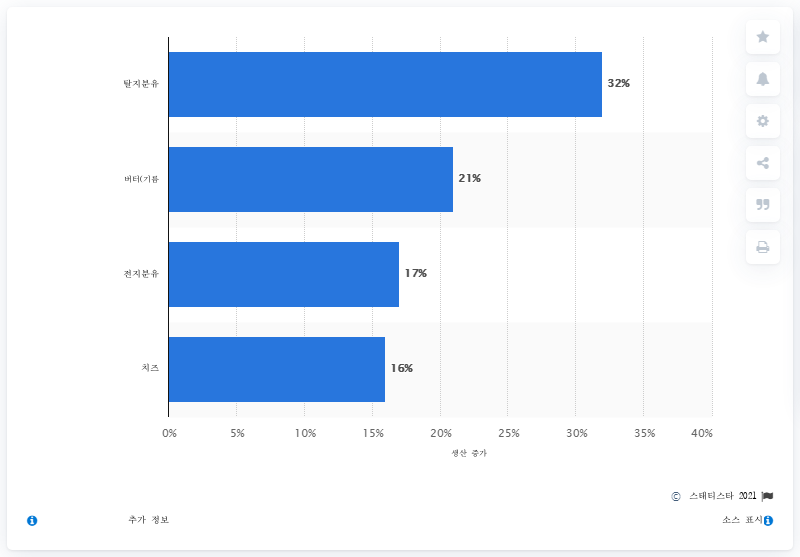 탈지분유
32%
버터(기름
21%
전지분유
17%
치즈
16%
0% 5% 10% 15% 20% 25% 30% 35% 40%
생산 증가
© 스태티스타 2021
추가 정보
소스 표시